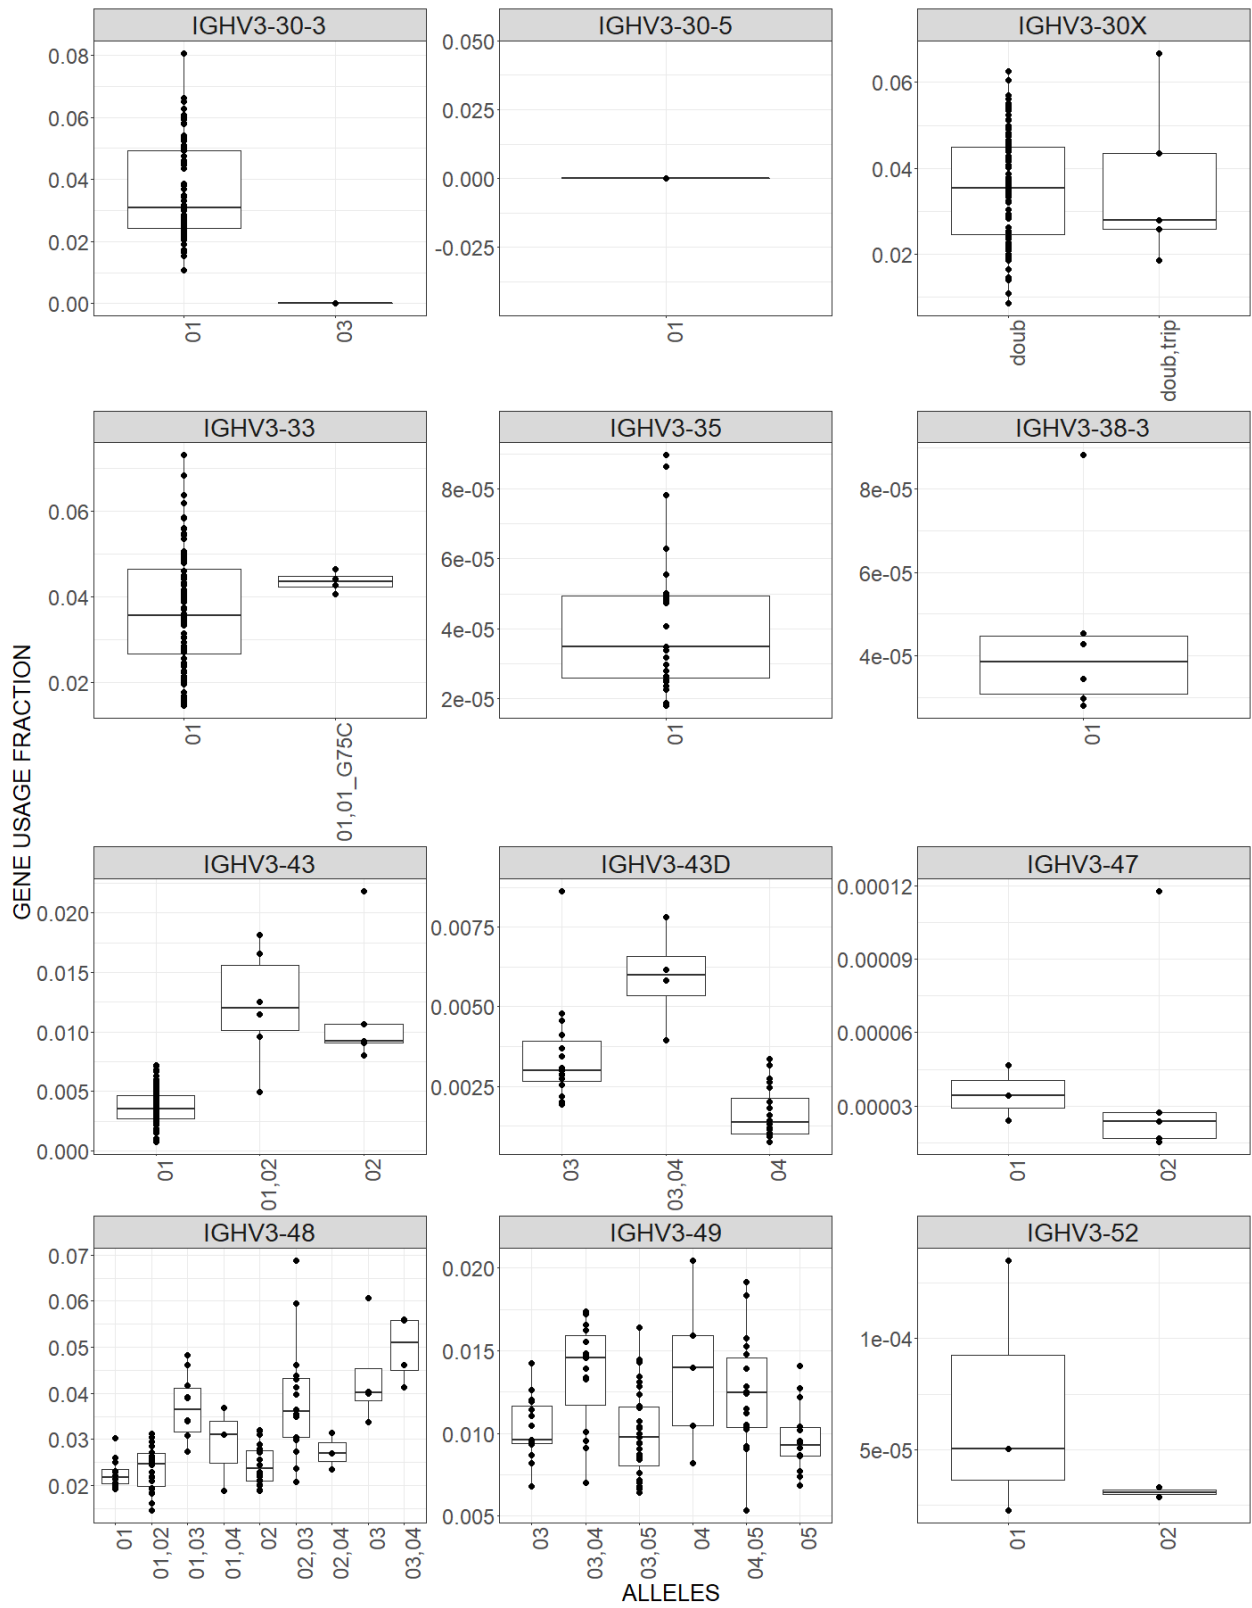 IGHV3-30-3
IGHV3-30-5
IGHV3-30X
0.08
0.06
0.04
0.02
0.00
01
03
0.050
0.025
0.000
-0.025
01
0.06
0.04
0.02
doub
doub,trip
IGHV3-33
IGHV3-35
IGHV3-38-3
0.06
0.04
0.02
01
01,01_G75C
8e-05
6e-05
4e-05
2e-05
01
8e-05
6e-05
4e-05
01
GENE USAGE FRACTION
IGHV3-43
IGHV3-43D
IGHV3-47
0.020
0.015
0.010
0.005
0.000
01
01,02
02
0.0075
0.0050
0.0025
03
03,04
04
0.00012
0.00009
0.00006
0.00003
01
02
IGHV3-48
IGHV3-49
IGHV3-52
0.07
0.06
0.05
0.04
0.03
0.02
01
01,02
01,03
01,04
02
02,03
02,04
03
03,04
0.020
0.015
0.010
0.005
03
03,04
03,05
04
04,05
05
1e-04
5e-05
01
02
ALLELES